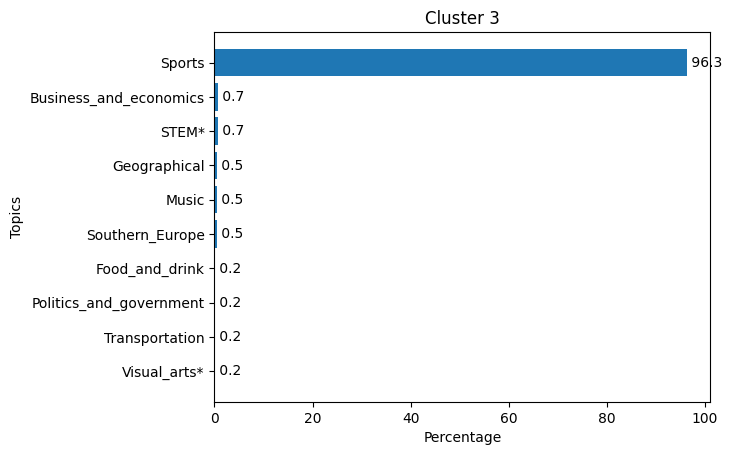 Cluster 3
Sports 96.3
Business_and_economics 0.7
STEM* 0.7
Geographical 0.5
Music 0.5
Southern_Europe 0.5
Food_and_drink 0.2
Politics_and_government 0.2
Transportation 0.2
Visual_arts* 0.2
Topics
0 20 40 60 80 100
Percentage